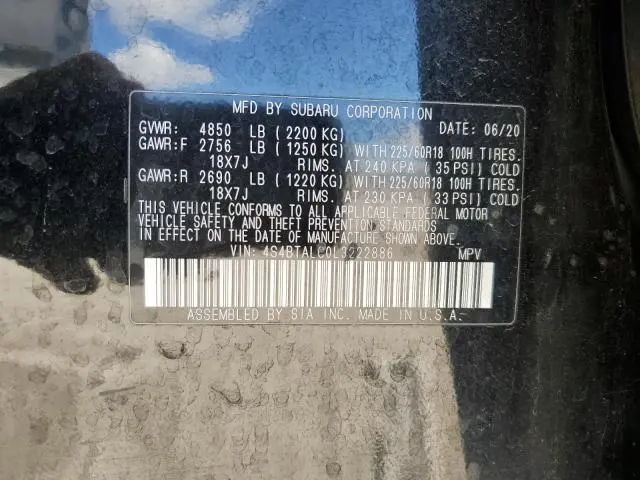 MFD BY SUBARU CORPORATION
GVWR: 4850 LB (2200 KG) DATE: 06/20
GAWR:F 2756 LB (1250 KG) WITH 225/60R18 100H TIRES.
18X7J RIMS. AT 240 KPA (35 PSI) COLD
GAWR:R 2690 LB (1220 KG) WITH 225/60R18 100H TIRES.
18X7J RIMS. AT 230 KPA (33 PSI) COLD
THIS VEHICLE CONFORMS TO ALL APPLICABLE FEDERAL MOTOR
VEHICLE SAFETY AND THEFT PREVENTION STANDARDS
IN EFFECT ON THE DATE OF MANUFACTURE SHOWN ABOVE.
VIN: 4S4BTALC0L3222886 MPV
ASSEMBLED BY SIA INC. MADE IN U.S.A.